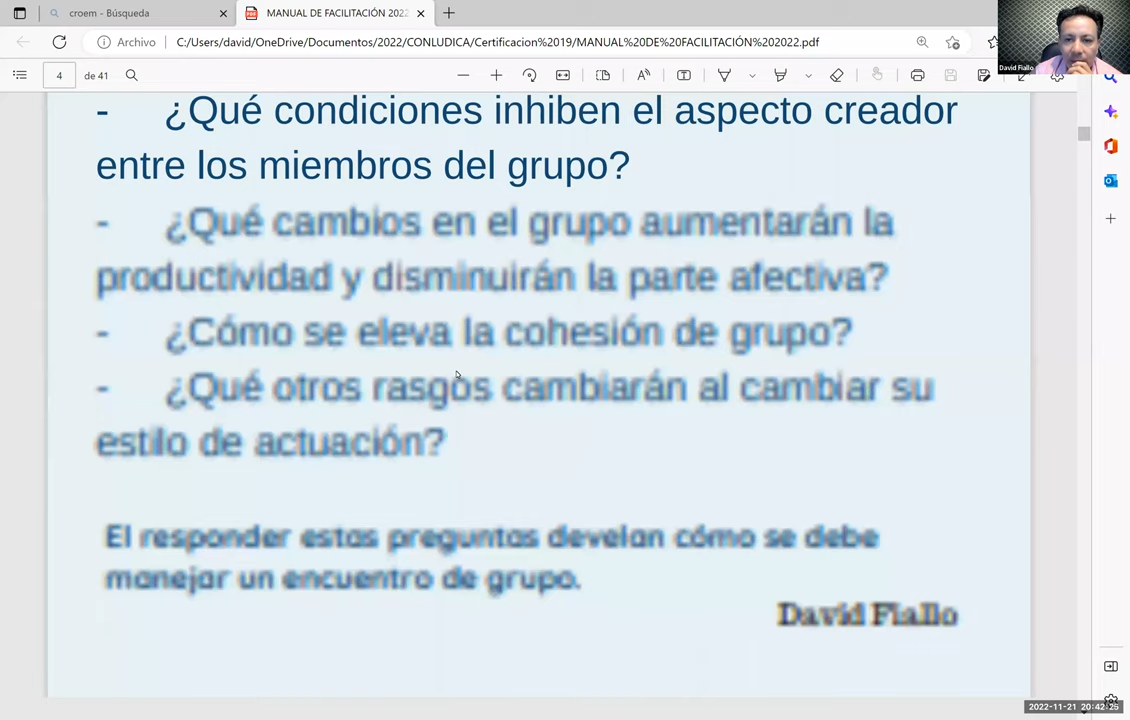 croem - Búsqueda
MANUAL DE FACILITACIÓN 2022
Archivo
C:/Users/david/OneDrive/Documentos/2022/CONLUDICA/Certificacion%2019/MANUAL%20DE%20FACILITACIÓN%202022.pdf
David Fiallo
4 de 41
- ¿Qué condiciones inhiben el aspecto creador
entre los miembros del grupo?
- ¿Qué cambios en el grupo aumentarán la
productividad y disminuirán la parte afectiva?
- ¿Cómo se eleva la cohesión de grupo?
- ¿Qué otros rasgos cambiarán al cambiar su
estilo de actuación?
El responder estas preguntas develan cómo se debe
manejar un encuentro de grupo.
David Fiallo
2022-11-21 20:42:25